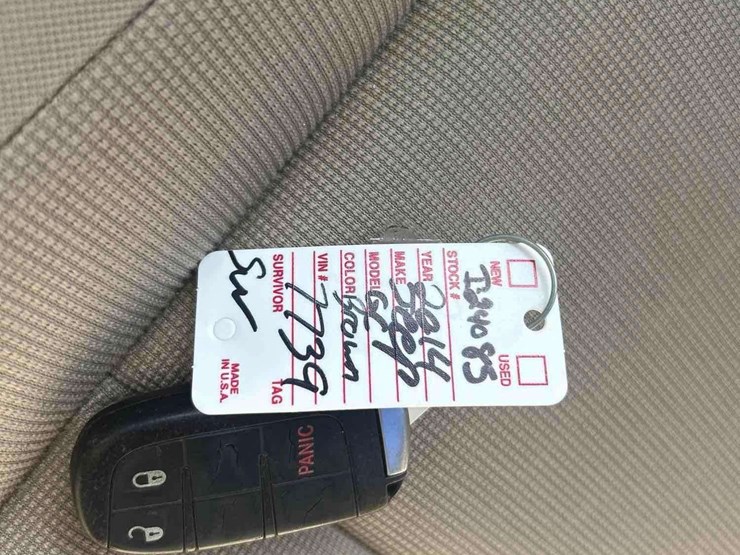 NEW USED
I24085
STOCK #
YEAR 2014
MAKE Jeep
MODEL GC
COLOR Brown
VIN # 7739
SURVIVOR TAG
MADE
IN U.S.A.
PANIC